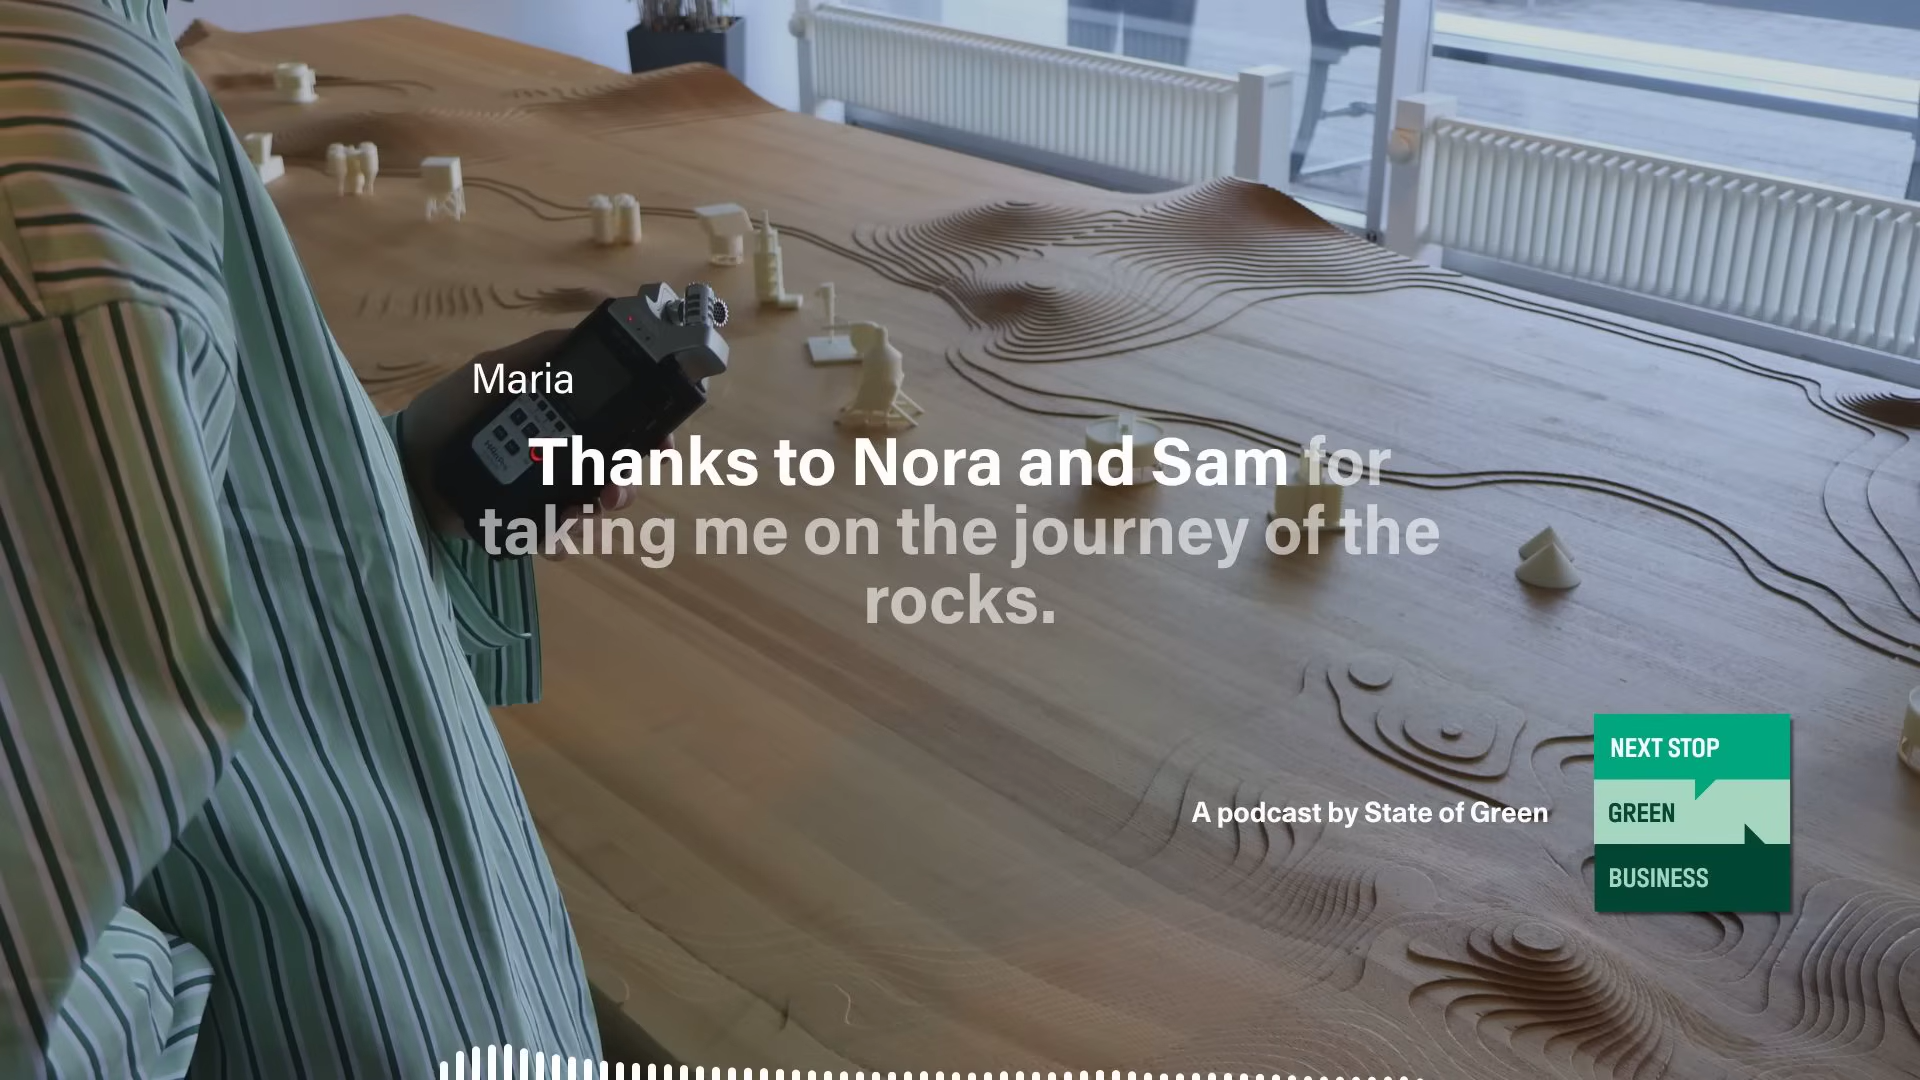 Maria
Thanks to Nora and Sam for
taking me on the journey of the
rocks.
NEXT STOP
A podcast by State of Green
GREEN
BUSINESS